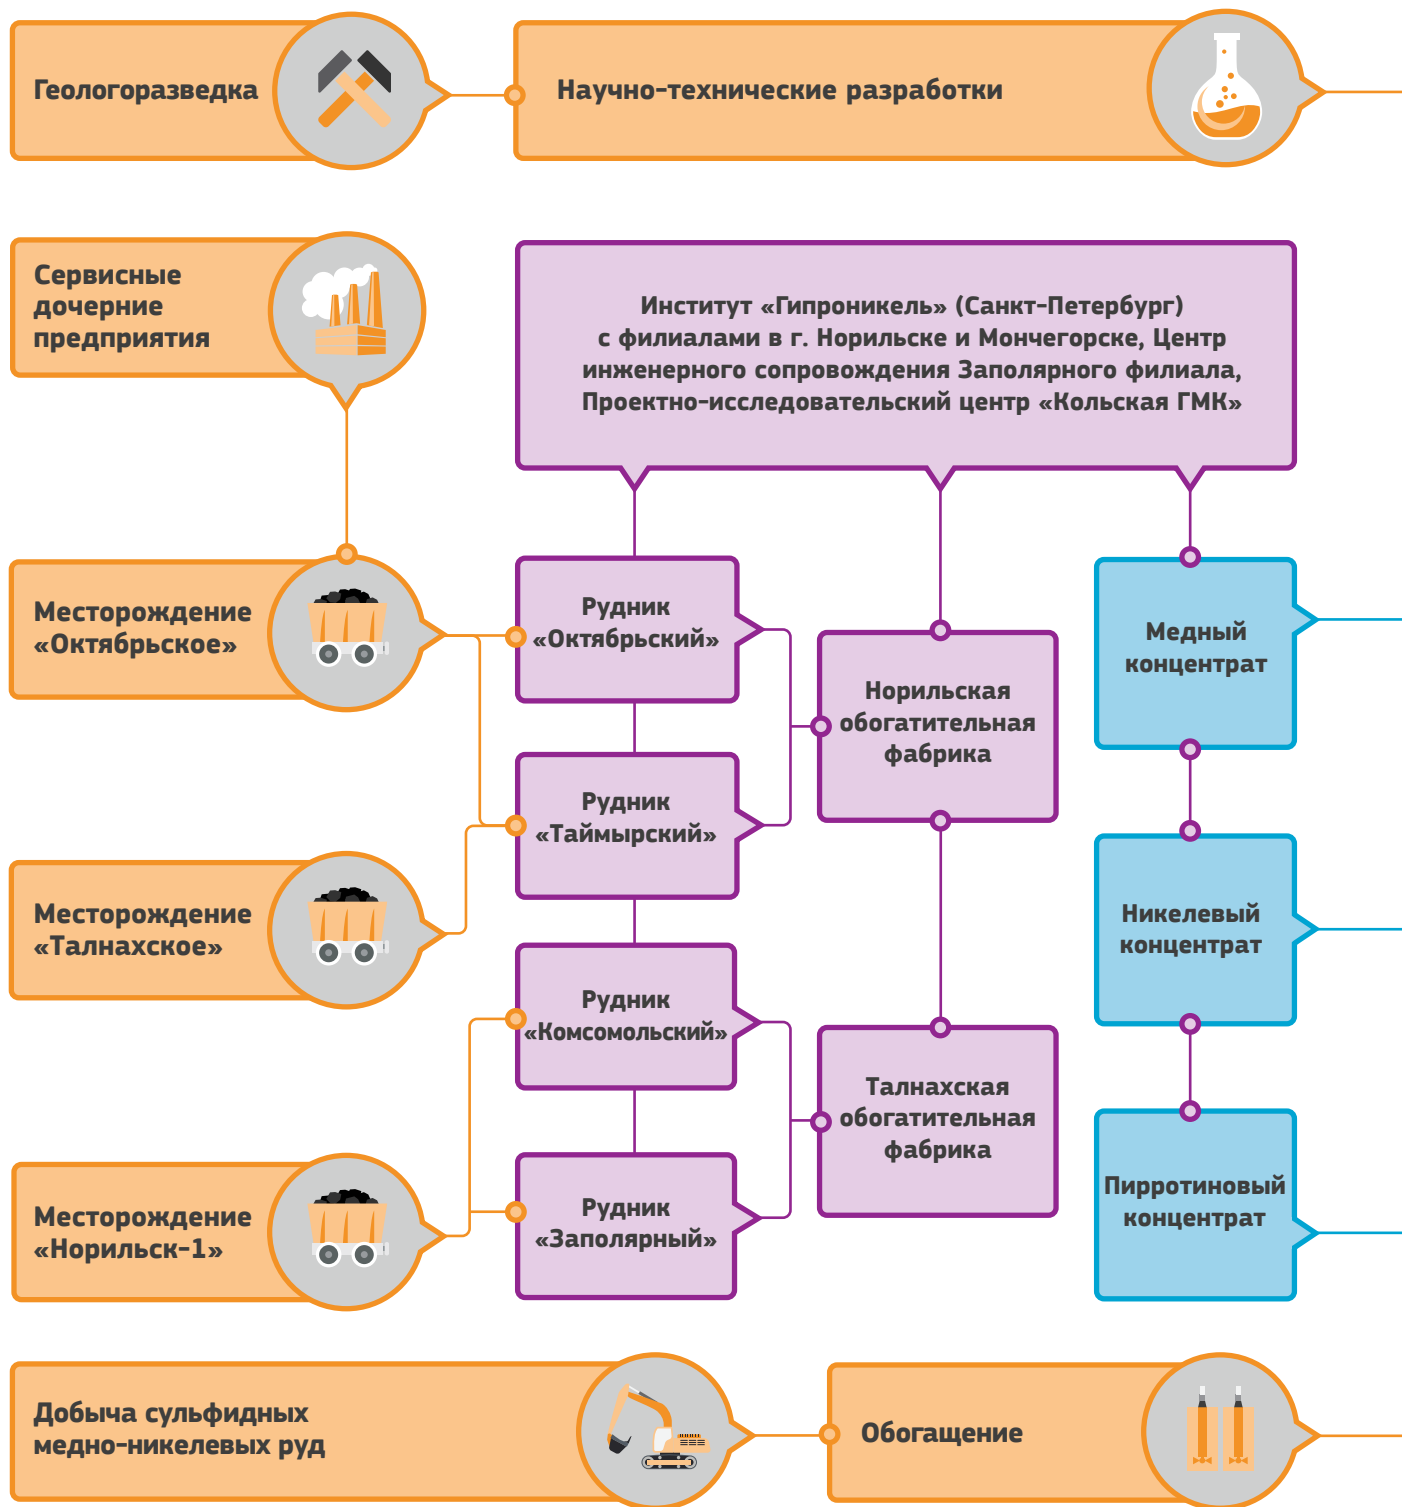 Геологоразведка
Научно-технические разработки
Сервисные
дочерние
предприятия
Институт «Гипроникель» (Санкт-Петербург)
с филиалами в г. Норильске и Мончегорске, Центр
инженерного сопровождения Заполярного филиала,
Проектно-исследовательский центр «Кольская ГМК»
Месторождение
«Октябрьское»
Рудник
«Октябрьский»
Норильская
обогатительная
фабрика
Медный
концентрат
Рудник
«Таймырский»
Месторождение
«Талнахское»
Никелевый
концентрат
Рудник
«Комсомольский»
Талнахская
обогатительная
фабрика
Месторождение
«Норильск-1»
Рудник
«Заполярный»
Пирротиновый
концентрат
Добыча сульфидных
медно-никелевых руд
Обогащение